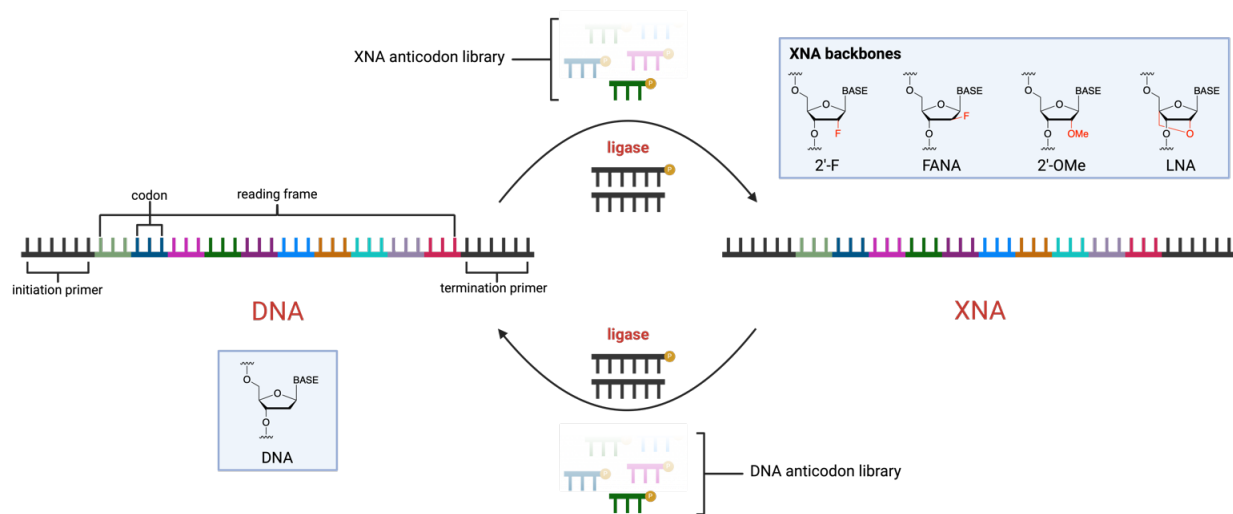 XNA anticodon library
P
P
P
P
P
ligase
P
XNA backbones
O
BASE
O
O
F
2'-F
O
BASE
O
O
F
FANA
O
BASE
O
O
OMe
2'-OMe
O
BASE
O
O
O
LNA
codon
reading frame
initiation primer
termination primer
DNA
XNA
ligase
P
O
BASE
O
O
DNA
P
P
P
P
P
DNA anticodon library